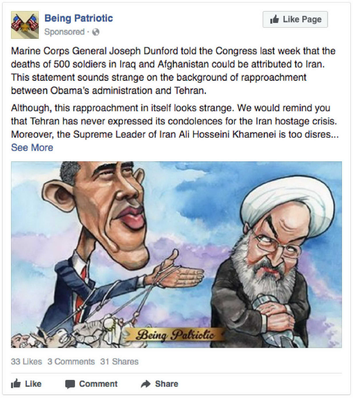 Being Patriotic
Like Page
Sponsored ·
Marine Corps General Joseph Dunford told the Congress last week that the
deaths of 500 soldiers in Iraq and Afghanistan could be attributed to Iran.
This statement sounds strange on the background of rapproachment
between Obama's administration and Tehran.
Although, this rapproachment in itself looks strange. We would remind you
that Tehran has never expressed its condolences for the Iran hostage crisis.
Moreover, the Supreme Leader of Iran Ali Hosseini Khamenei is too disres...
See More
Being Patriotic
33 Likes 3 Comments 31 Shares
Like Comment Share